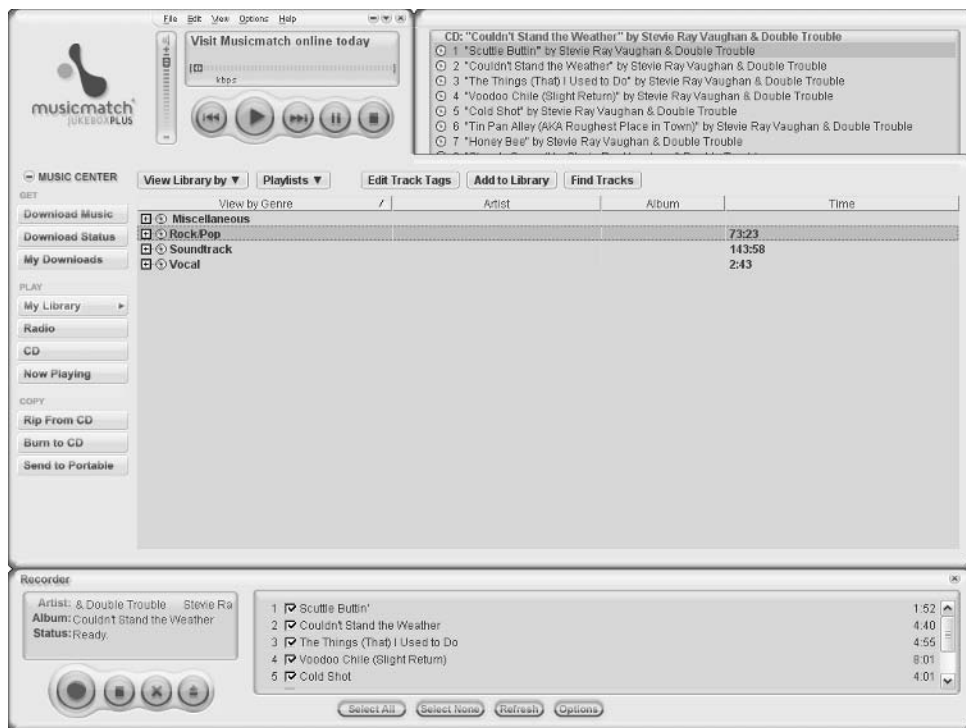 File Edit View Options Help
Visit Musicmatch online today
kbps
musicmatch
JUKEBOX PLUS
CD: "Couldn't Stand the Weather" by Stevie Ray Vaughan & Double Trouble
1 "Scuttle Buttin'" by Stevie Ray Vaughan & Double Trouble
2 "Couldn't Stand the Weather" by Stevie Ray Vaughan & Double Trouble
3 "The Things (That) I Used to Do" by Stevie Ray Vaughan & Double Trouble
4 "Voodoo Chile (Slight Return)" by Stevie Ray Vaughan & Double Trouble
5 "Cold Shot" by Stevie Ray Vaughan & Double Trouble
6 "Tin Pan Alley (AKA Roughest Place in Town)" by Stevie Ray Vaughan & Double Trouble
7 "Honey Bee" by Stevie Ray Vaughan & Double Trouble
MUSIC CENTER
GET
Download Music
Download Status
My Downloads
PLAY
My Library
Radio
CD
Now Playing
COPY
Rip From CD
Burn to CD
Send to Portable
View Library by Playlists Edit Track Tags Add to Library Find Tracks
View by Genre / Artist Album Time
Miscellaneous
Rock/Pop 73:23
Soundtrack 143:58
Vocal 2:43
Recorder
Artist: & Double Trouble Stevie Ra
Album: Couldn't Stand the Weather
Status: Ready.
1 Scuttle Buttin' 1:52
2 Couldn't Stand the Weather 4:40
3 The Things (That) I Used to Do 4:55
4 Voodoo Chile (Slight Return) 8:01
5 Cold Shot 4:01
Select All Select None Refresh Options